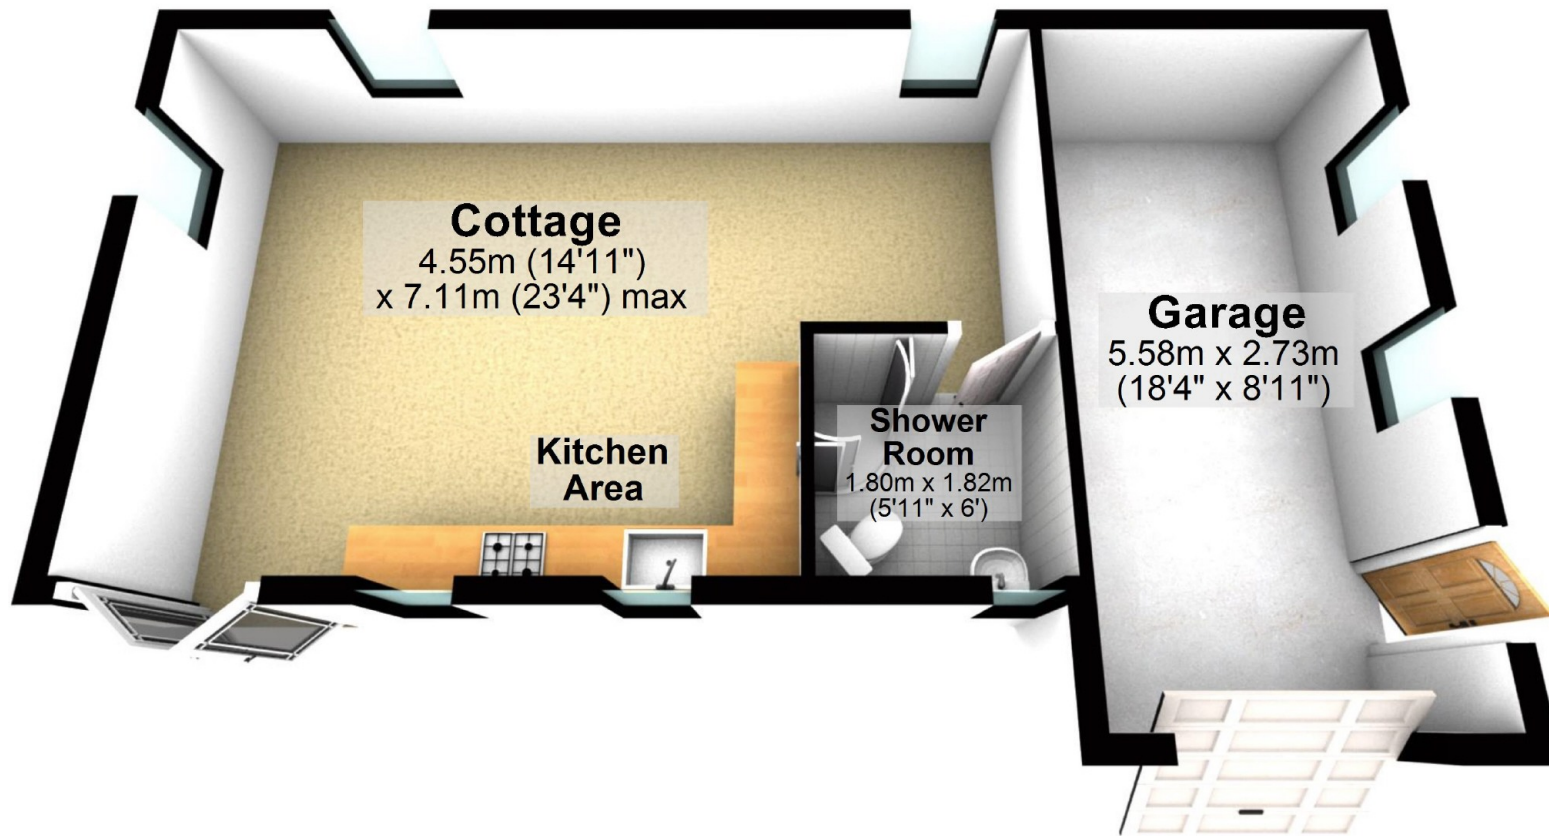 Cottage
4.55m (14'11")
x 7.11m (23'4") max
Kitchen
Area
Shower
Room
1.80m x 1.82m
(5'11" x 6')
Garage
5.58m x 2.73m
(18'4" x 8'11")